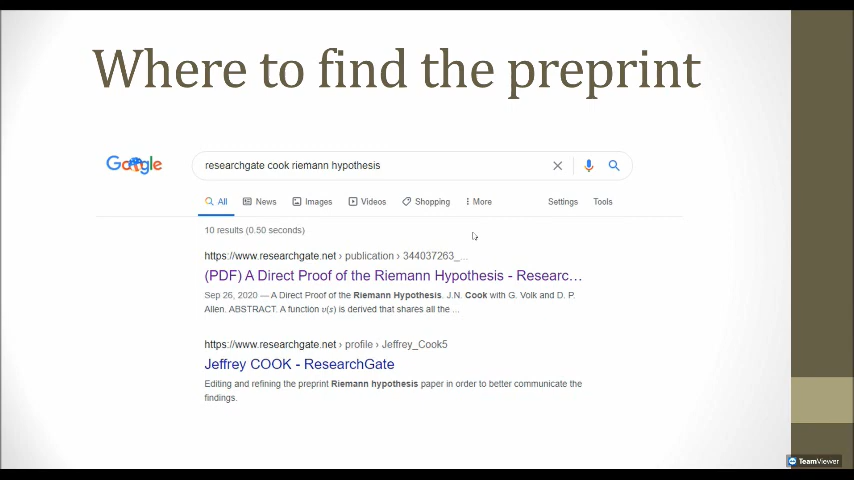 Where to find the preprint
Google
researchgate cook riemann hypothesis
All News Images Videos Shopping More Settings Tools
10 results (0.50 seconds)
https://www.researchgate.net › publication › 344037263_...
(PDF) A Direct Proof of the Riemann Hypothesis - Researc...
Sep 26, 2020 — A Direct Proof of the Riemann Hypothesis. J.N. Cook with G. Volk and D. P.
Allen. ABSTRACT. A function υ(s) is derived that shares all the ...
https://www.researchgate.net › profile › Jeffrey_Cook5
Jeffrey COOK - ResearchGate
Editing and refining the preprint Riemann hypothesis paper in order to better communicate the
findings.
TeamViewer